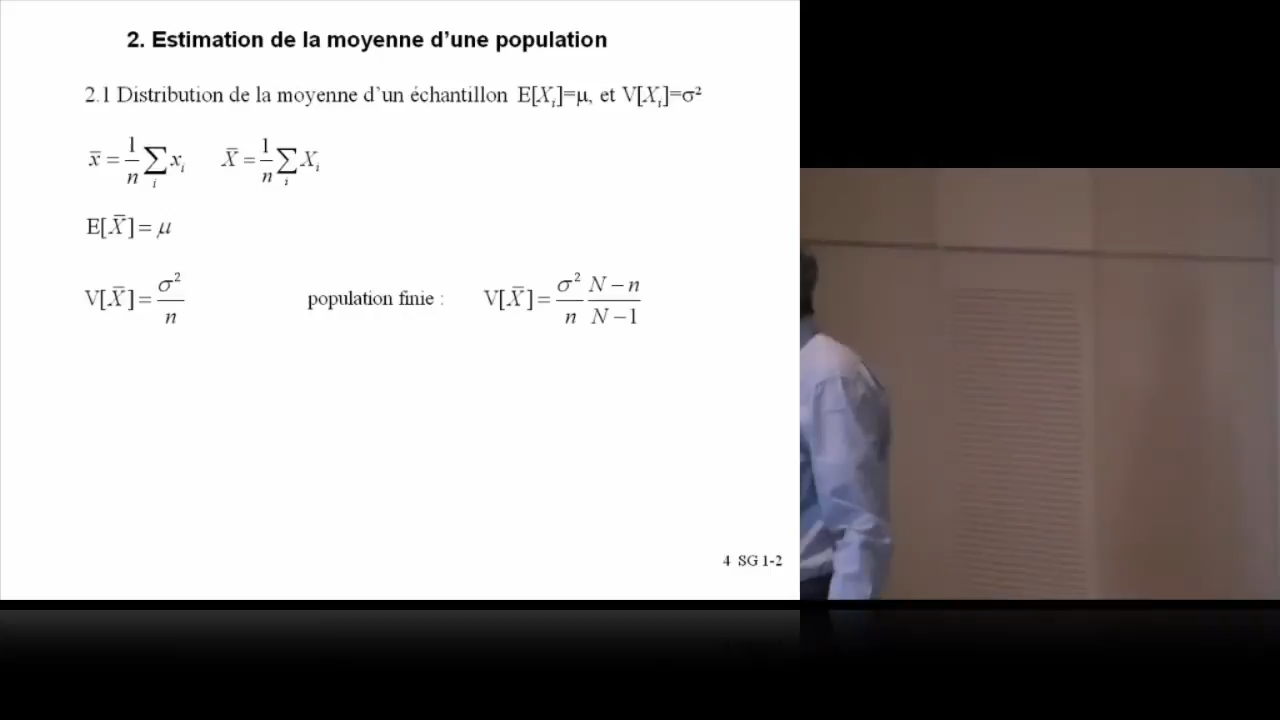 2. Estimation de la moyenne d'une population
2.1 Distribution de la moyenne d'un échantillon E[Xᵢ]=μ, et V[Xᵢ]=σ²
x̄ = 1/n ∑ᵢ xᵢ X̄ = 1/n ∑ᵢ Xᵢ
E[X̄] = μ
V[X̄] = σ²/n population finie : V[X̄] = σ²/n N−n/N−1
4 SG 1-2